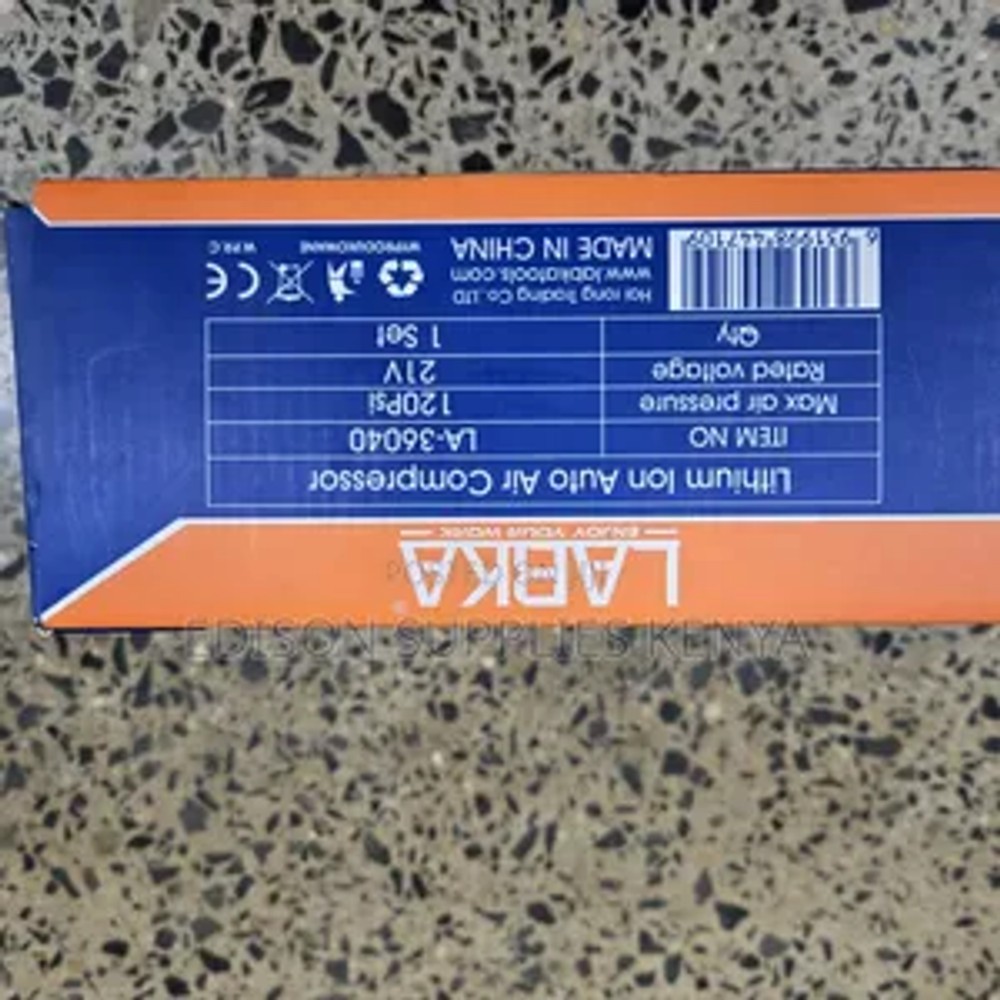 LABKA
ENJOY YOUR WORK
Lithium Ion Auto Air Compressor
ITEM NO LA-36040
Max air pressure 120Psi
Rated voltage 21V
Qty 1 Set
Hai rong Trading Co.,LTD
www.labkatools.com
MADE IN CHINA
WYPRODUKOWANE W P.R.C
EDISON SUPPLIES KENYA